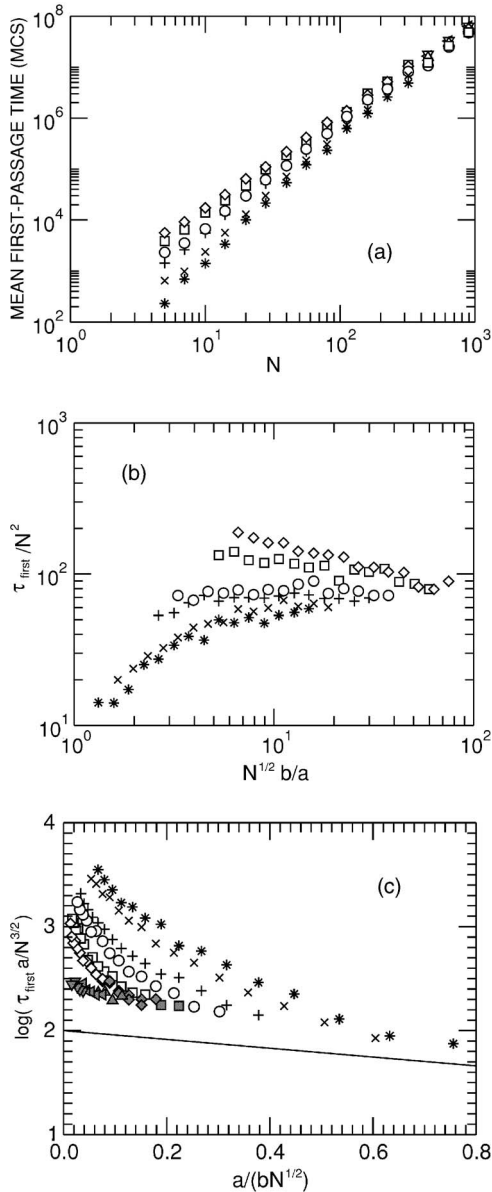 MEAN FIRST-PASSAGE TIME (MCS)
10^8
10^6
10^4
10^2
(a)
10^0
10^1
10^2
10^3
N
τ_first /N^2
10^3
10^2
10^1
(b)
10^0
10^1
10^2
N^{1/2} b/a
log( τ_first a/N^{3/2})
4
3
2
1
(c)
0.0
0.2
0.4
0.6
0.8
a/(bN^{1/2})